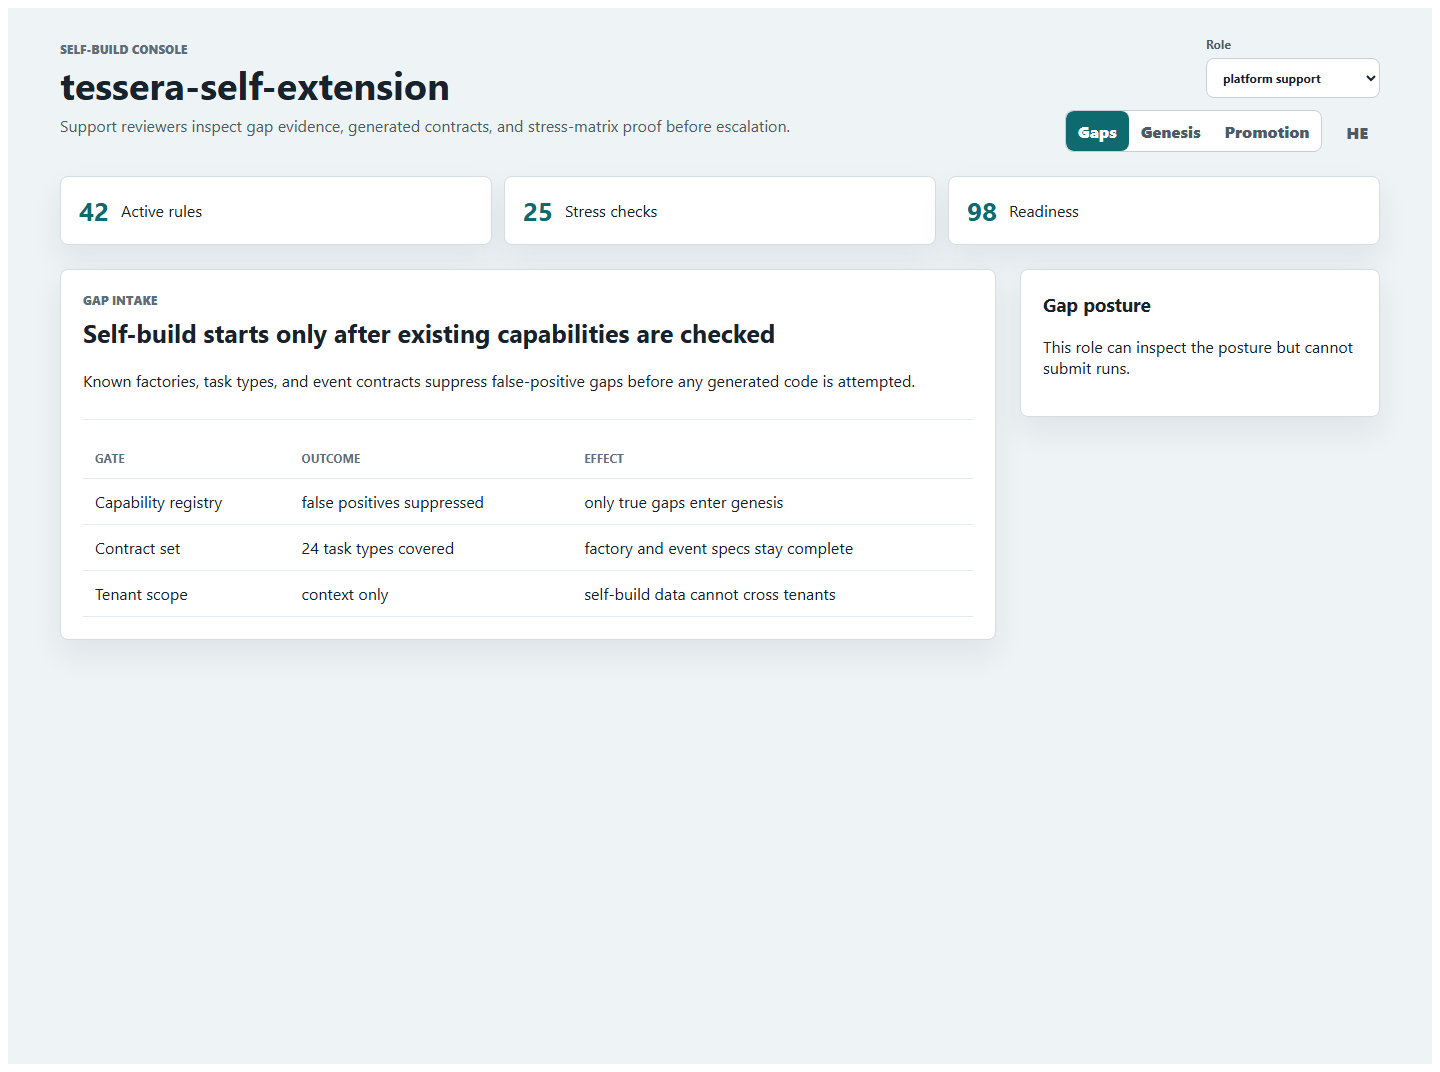 SELF-BUILD CONSOLE
tessera-self-extension
Support reviewers inspect gap evidence, generated contracts, and stress-matrix proof before escalation.
Role
platform support
Gaps Genesis Promotion HE
42 Active rules
25 Stress checks
98 Readiness
GAP INTAKE
Self-build starts only after existing capabilities are checked
Known factories, task types, and event contracts suppress false-positive gaps before any generated code is attempted.
GATE OUTCOME EFFECT
Capability registry false positives suppressed only true gaps enter genesis
Contract set 24 task types covered factory and event specs stay complete
Tenant scope context only self-build data cannot cross tenants
Gap posture
This role can inspect the posture but cannot
submit runs.